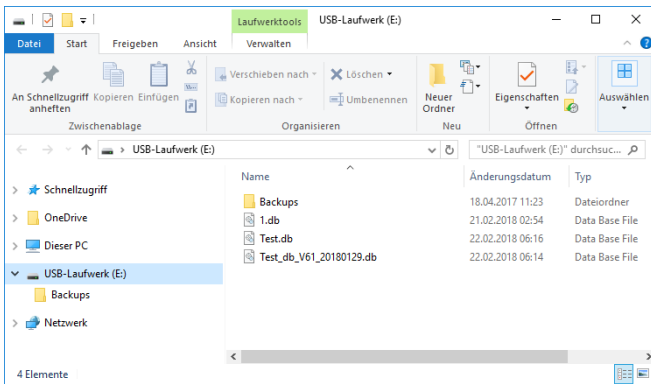 Laufwerktools USB-Laufwerk (E:)
Datei Start Freigeben Ansicht Verwalten
An Schnellzugriff anheften
Kopieren
Einfügen
Zwischenablage
Verschieben nach
Kopieren nach
Löschen
Umbenennen
Organisieren
Neuer Ordner
Neu
Eigenschaften
Öffnen
Auswählen
USB-Laufwerk (E:)
"USB-Laufwerk (E:)" durchsuc...
Schnellzugriff
OneDrive
Dieser PC
USB-Laufwerk (E:)
Backups
Netzwerk
Name Änderungsdatum Typ
Backups 18.04.2017 11:23 Dateiordner
1.db 21.02.2018 02:54 Data Base File
Test.db 22.02.2018 06:16 Data Base File
Test_db_V61_20180129.db 22.02.2018 06:14 Data Base File
4 Elemente